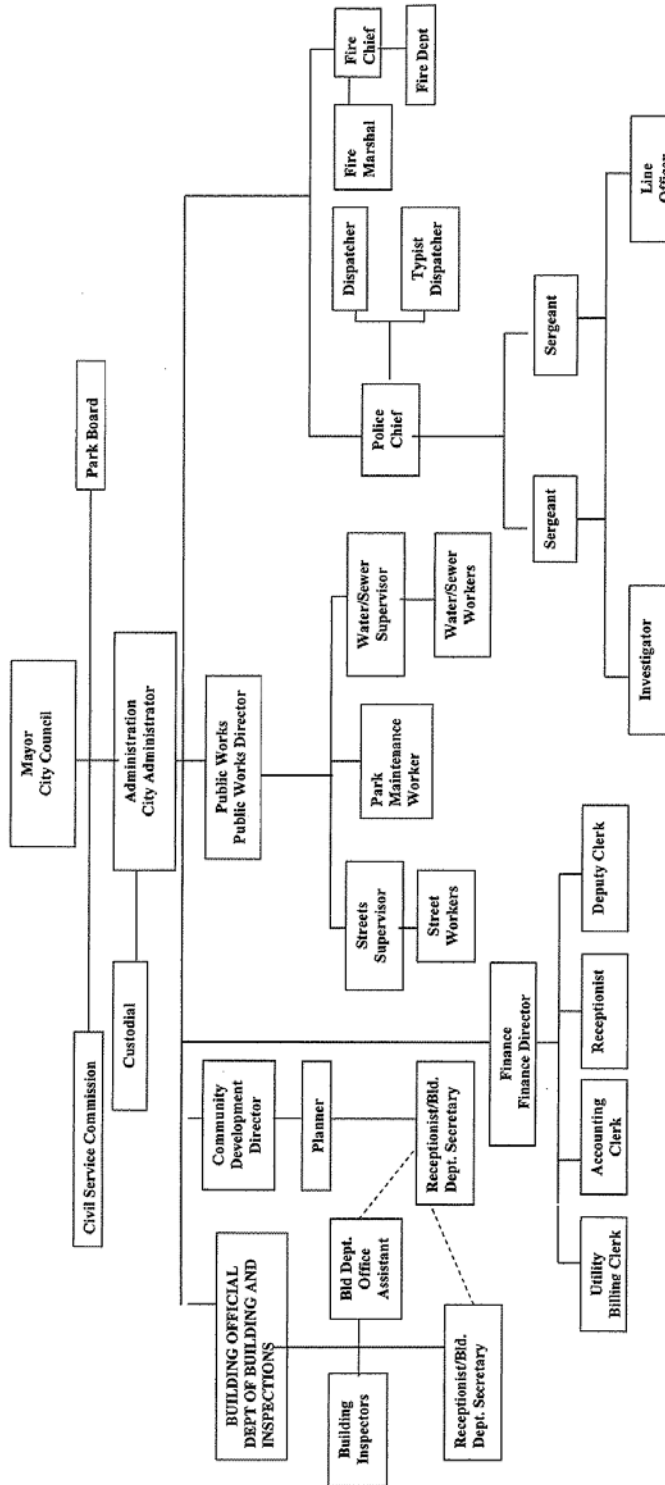 Mayor
City Council
Civil Service Commission
Park Board
Administration
City Administrator
Custodial
BUILDING OFFICIAL
DEPT OF BUILDING AND
INSPECTIONS
Community
Development
Director
Public Works
Public Works Director
Planner
Building
Inspectors
Bld Dept.
Office
Assistant
Receptionist/Bld.
Dept. Secretary
Receptionist/Bld.
Dept. Secretary
Streets
Supervisor
Street
Workers
Park
Maintenance
Worker
Water/Sewer
Supervisor
Water/Sewer
Workers
Police
Chief
Dispatcher
Typist
Dispatcher
Fire
Marshal
Fire
Chief
Fire Dept
Finance
Finance Director
Utility
Billing Clerk
Accounting
Clerk
Receptionist
Deputy Clerk
Sergeant
Sergeant
Investigator
Line
Officer